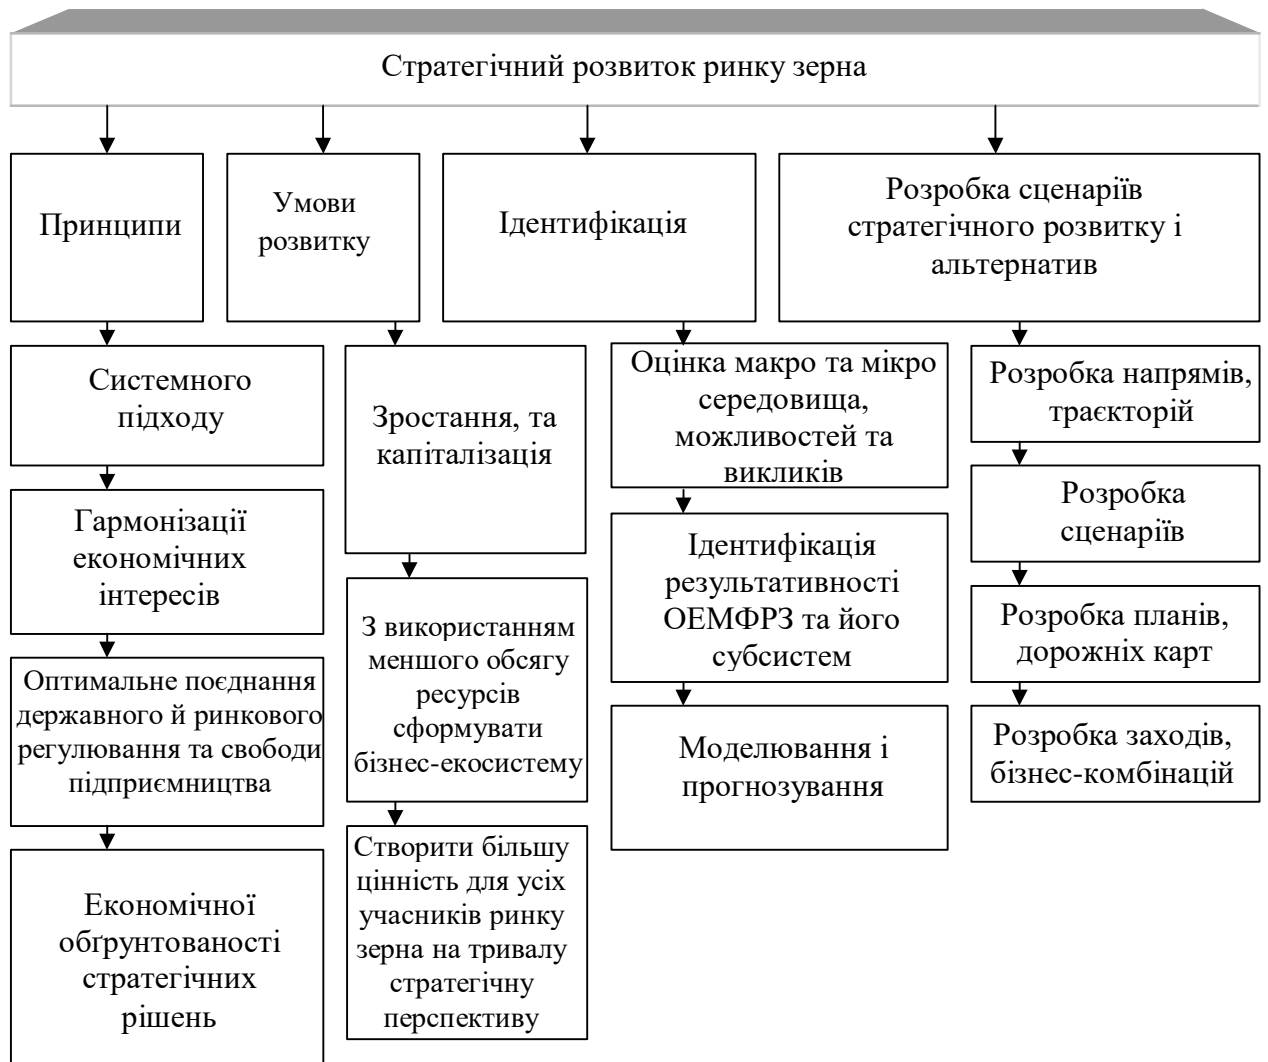 Стратегічний розвиток ринку зерна
Принципи
Умови
розвитку
Ідентифікація
Розробка сценаріїв
стратегічного розвитку і
альтернатив
Системного
підходу
Гармонізації
економічних
інтересів
Оптимальне поєднання
державного й ринкового
регулювання та свободи
підприємництва
Економічної
обґрунтованості
стратегічних
рішень
Зростання, та
капіталізація
З використанням
меншого обсягу
ресурсів
сформувати
бізнес-екосистему
Створити більшу
цінність для усіх
учасників ринку
зерна на тривалу
стратегічну
перспективу
Оцінка макро та мікро
середовища,
можливостей та
викликів
Ідентифікація
результативності
ОЕМФРЗ та його
субсистем
Моделювання і
прогнозування
Розробка напрямів,
траєкторій
Розробка
сценаріїв
Розробка планів,
дорожніх карт
Розробка заходів,
бізнес-комбінацій